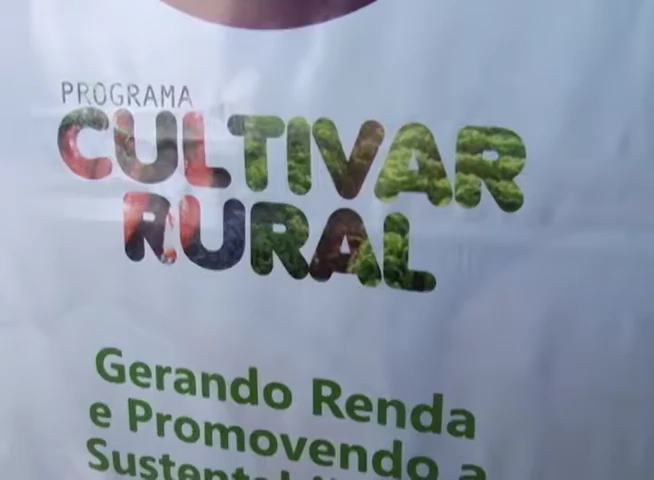 PROGRAMA
CULTIVAR
RURAL
Gerando Renda
e Promovendo a